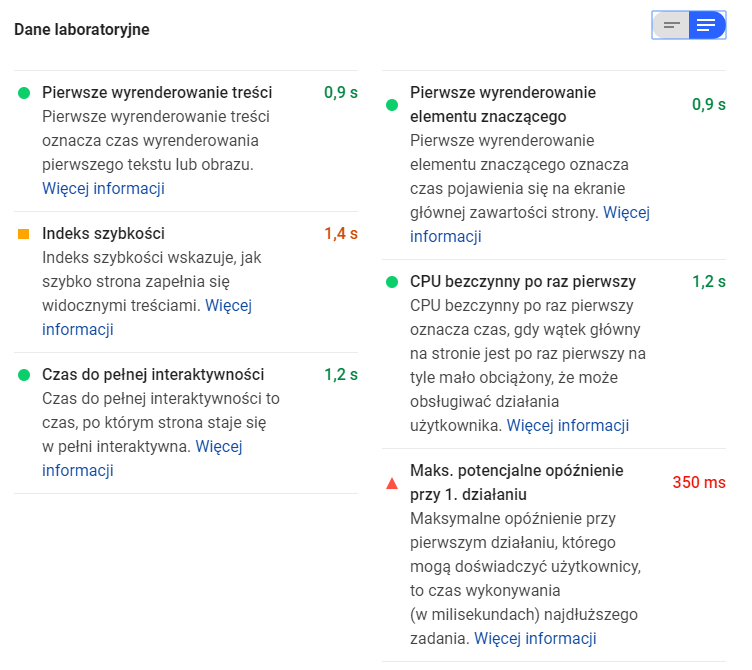 Dane laboratoryjne
Pierwsze wyrenderowanie treści 0,9 s
Pierwsze wyrenderowanie treści
oznacza czas wyrenderowania
pierwszego tekstu lub obrazu.
Więcej informacji
Indeks szybkości 1,4 s
Indeks szybkości wskazuje, jak
szybko strona zapełnia się
widocznymi treściami. Więcej
informacji
Czas do pełnej interaktywności 1,2 s
Czas do pełnej interaktywności to
czas, po którym strona staje się
w pełni interaktywna. Więcej
informacji
Pierwsze wyrenderowanie
elementu znaczącego 0,9 s
Pierwsze wyrenderowanie
elementu znaczącego oznacza
czas pojawienia się na ekranie
głównej zawartości strony. Więcej
informacji
CPU bezczynny po raz pierwszy 1,2 s
CPU bezczynny po raz pierwszy
oznacza czas, gdy wątek główny
na stronie jest po raz pierwszy na
tyle mało obciążony, że może
obsługiwać działania
użytkownika. Więcej informacji
Maks. potencjalne opóźnienie
przy 1. działaniu 350 ms
Maksymalne opóźnienie przy
pierwszym działaniu, którego
mogą doświadczyć użytkownicy,
to czas wykonywania
(w milisekundach) najdłuższego
zadania. Więcej informacji